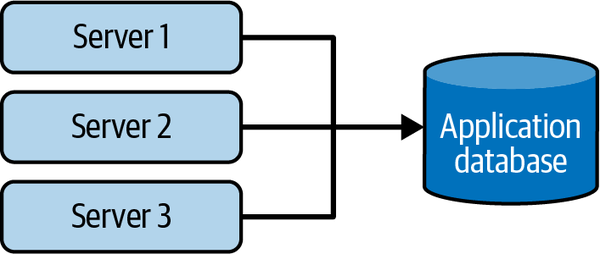 Server 1
Server 2
Server 3
Application
database